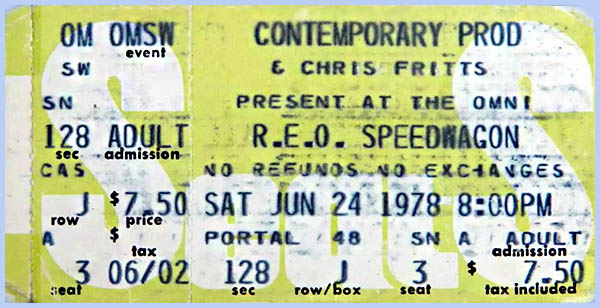 OM OMSW CONTEMPORARY PROD
event
SW & CHRIS FRITTS
SN PRESENT AT THE OMNI
128 ADULT R.E.O. SPEEDWAGON
sec admission
CAS NO REFUNDS NO EXCHANGES
J $7.50 SAT JUN 24 1978 8:00PM
row price
A $ PORTAL 48 SN A ADULT
tax admission
3 06/02 128 J 3 $ 7.50
seat sec row/box seat tax included
SeatS